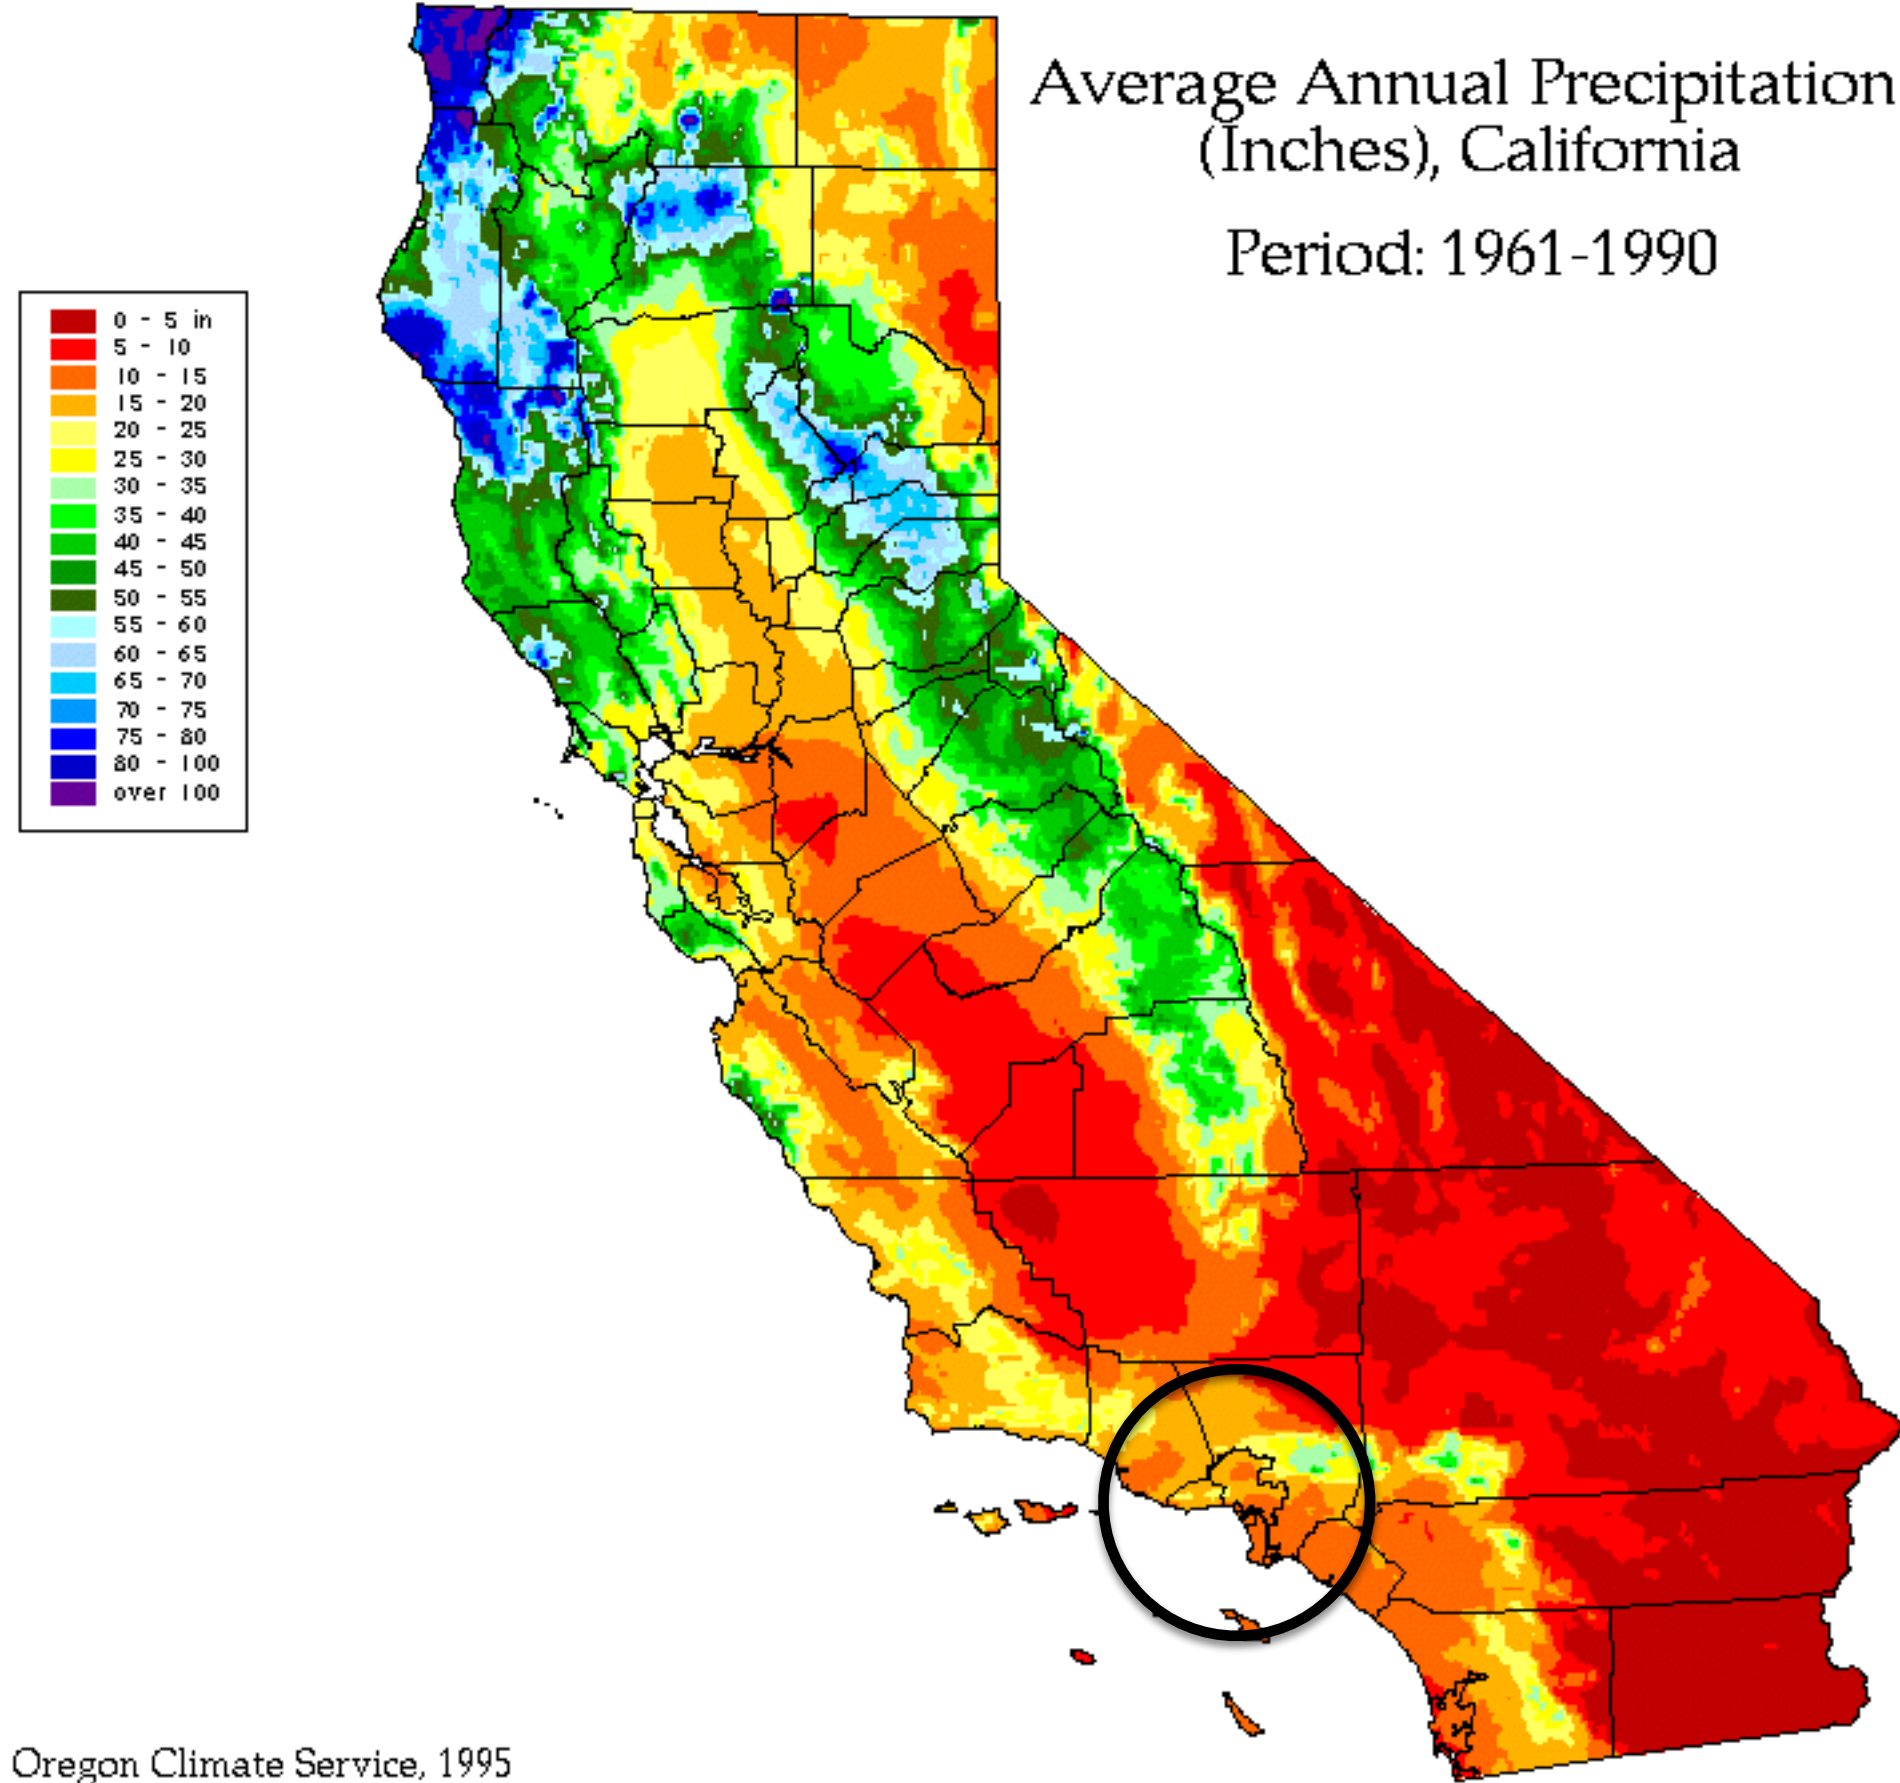 Average Annual Precipitation
(Inches), California
Period: 1961-1990
0 - 5 in
5 - 10
10 - 15
15 - 20
20 - 25
25 - 30
30 - 35
35 - 40
40 - 45
45 - 50
50 - 55
55 - 60
60 - 65
65 - 70
70 - 75
75 - 80
80 - 100
over 100
Oregon Climate Service, 1995